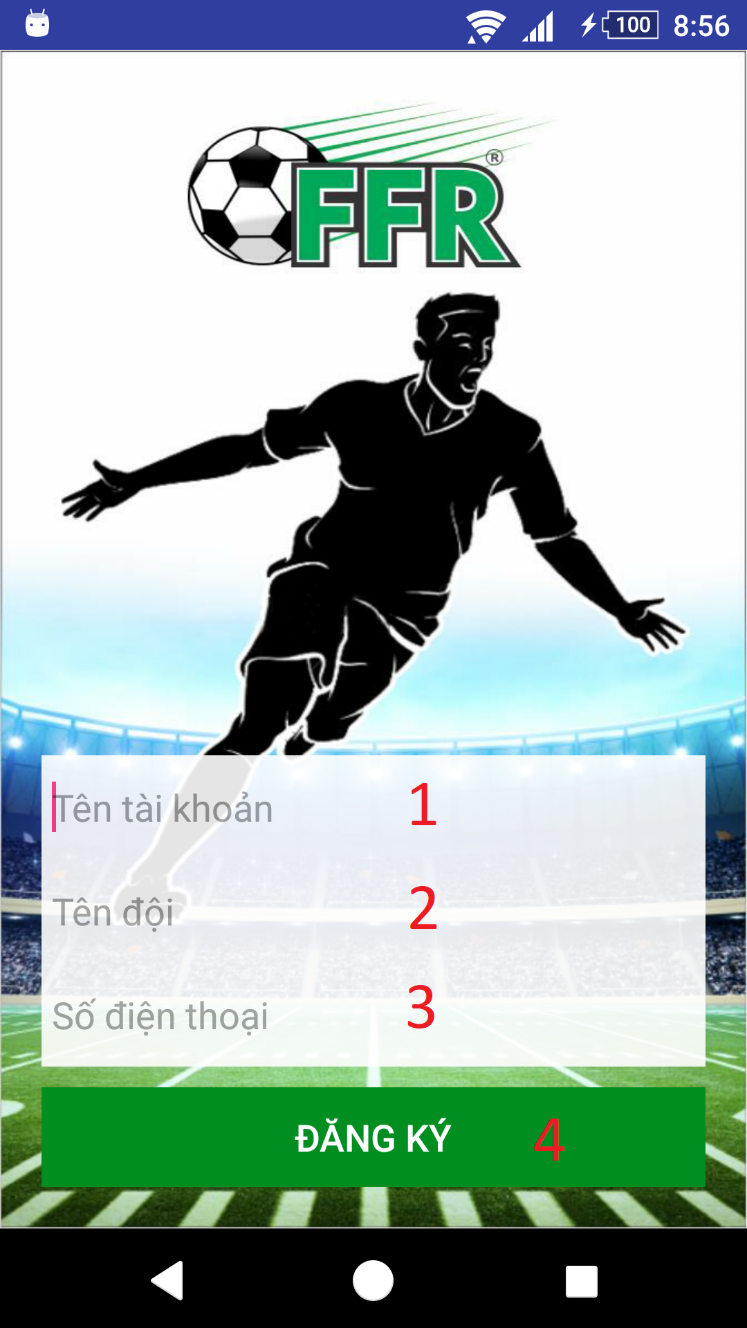 100 8:56
FFR®
Tên tài khoản 1
Tên đội 2
Số điện thoại 3
ĐĂNG KÝ 4